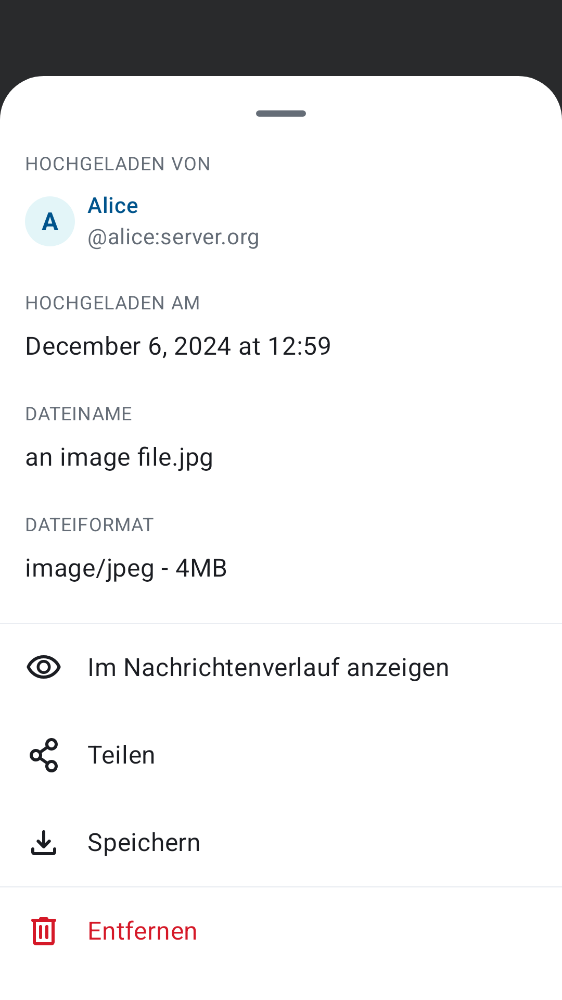 HOCHGELADEN VON
A
Alice
@alice:server.org
HOCHGELADEN AM
December 6, 2024 at 12:59
DATEINAME
an image file.jpg
DATEIFORMAT
image/jpeg - 4MB
Im Nachrichtenverlauf anzeigen
Teilen
Speichern
Entfernen